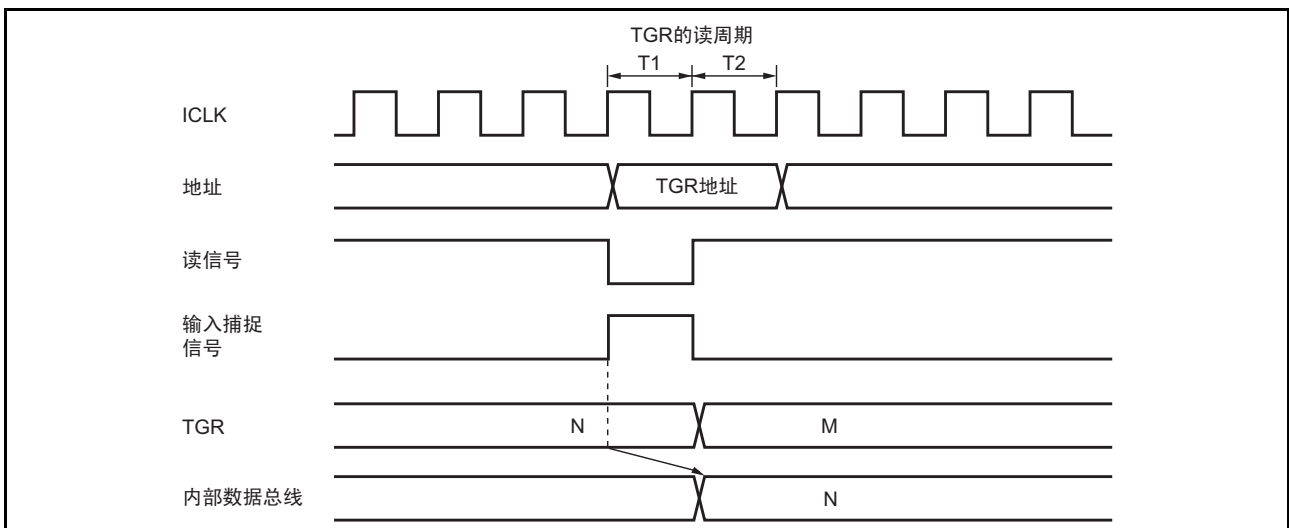 TGR的读周期
T1 T2
ICLK
地址
TGR地址
读信号
输入捕捉
信号
TGR
N
M
内部数据总线
N